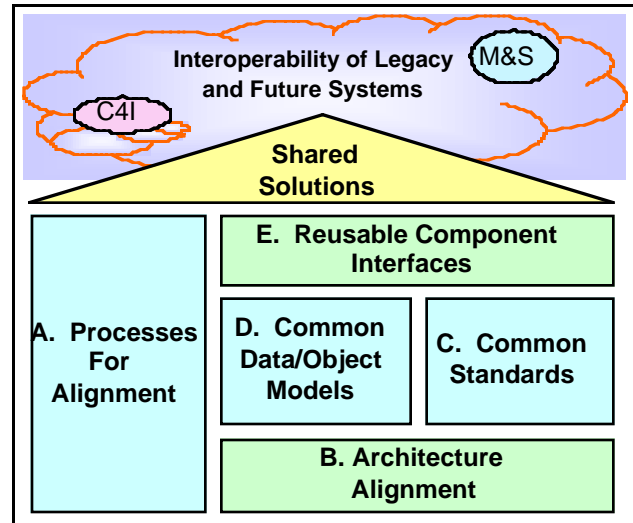 Interoperability of Legacy
and Future Systems
M&S
C4I
Shared
Solutions
E. Reusable Component
Interfaces
A. Processes
For
Alignment
D. Common
Data/Object
Models
C. Common
Standards
B. Architecture
Alignment